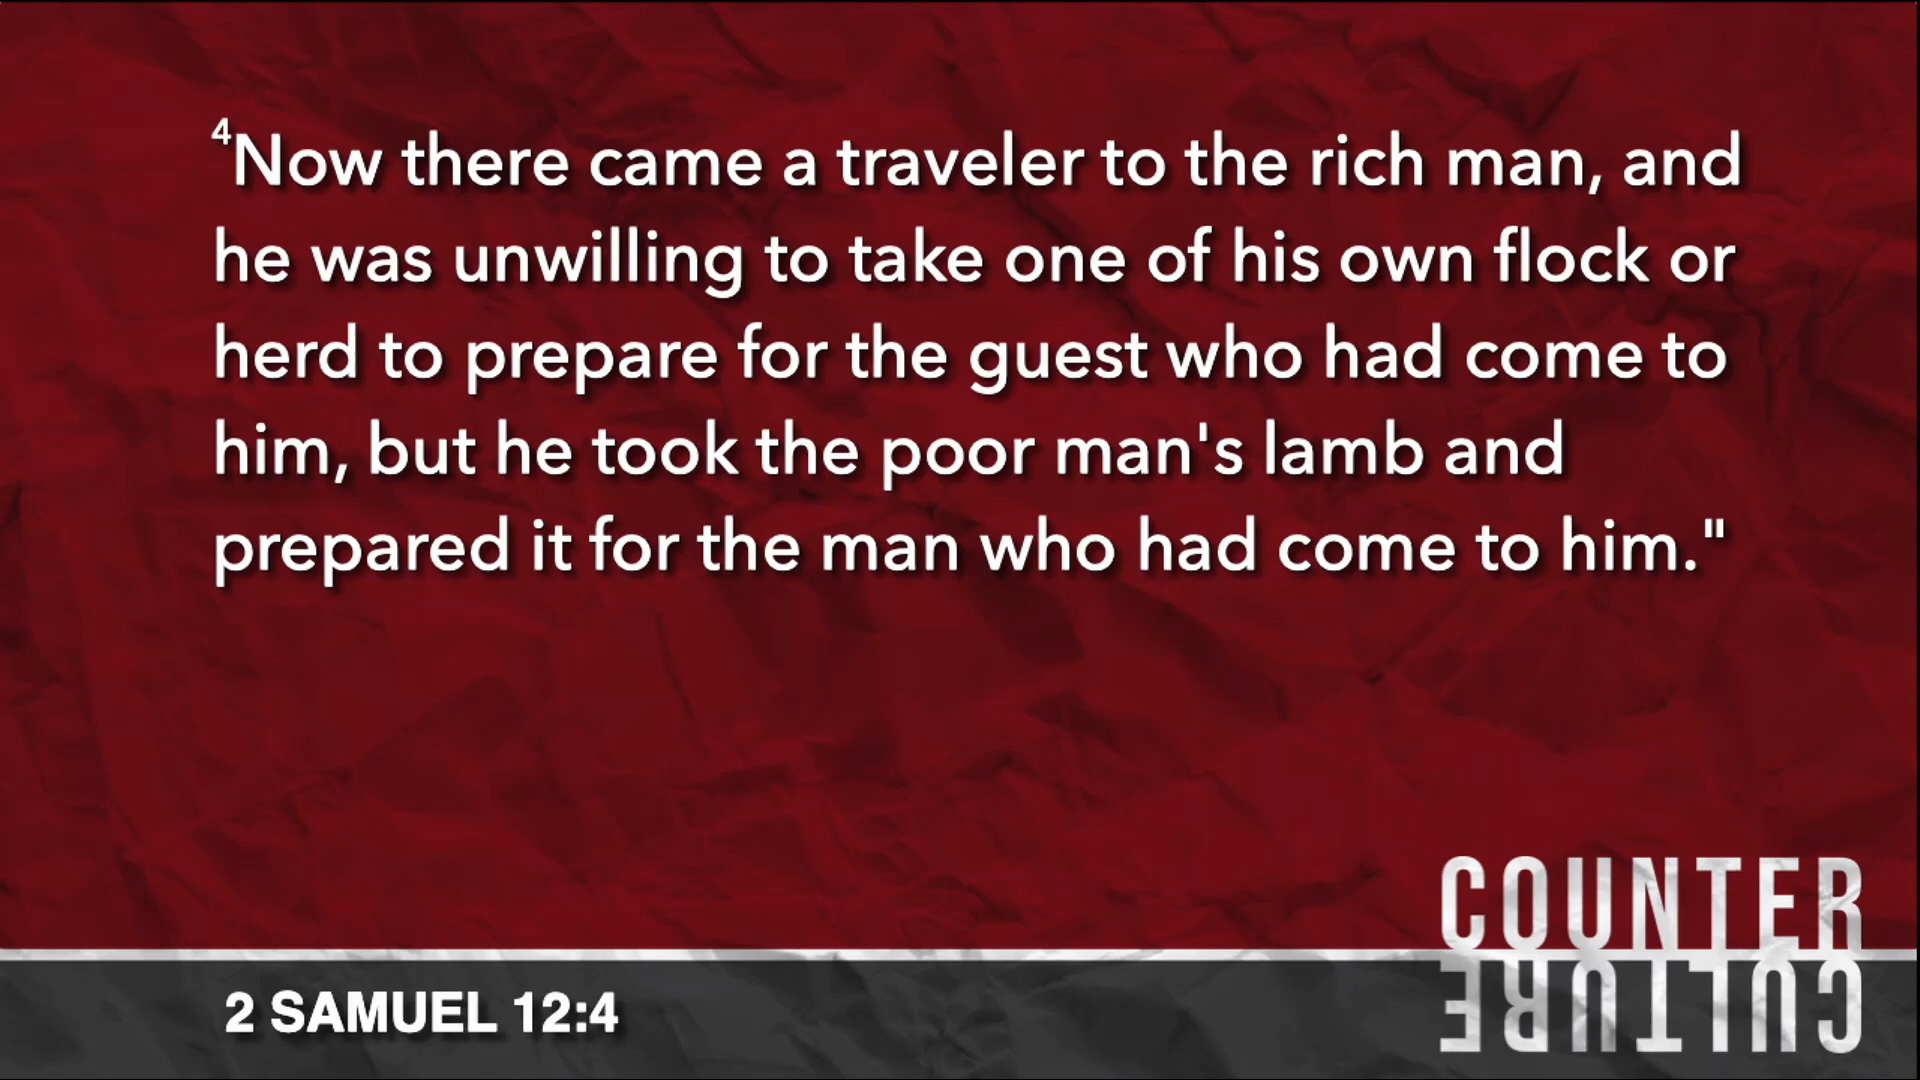 4Now there came a traveler to the rich man, and
he was unwilling to take one of his own flock or
herd to prepare for the guest who had come to
him, but he took the poor man's lamb and
prepared it for the man who had come to him."
2 SAMUEL 12:4
COUNTER
CULTURE